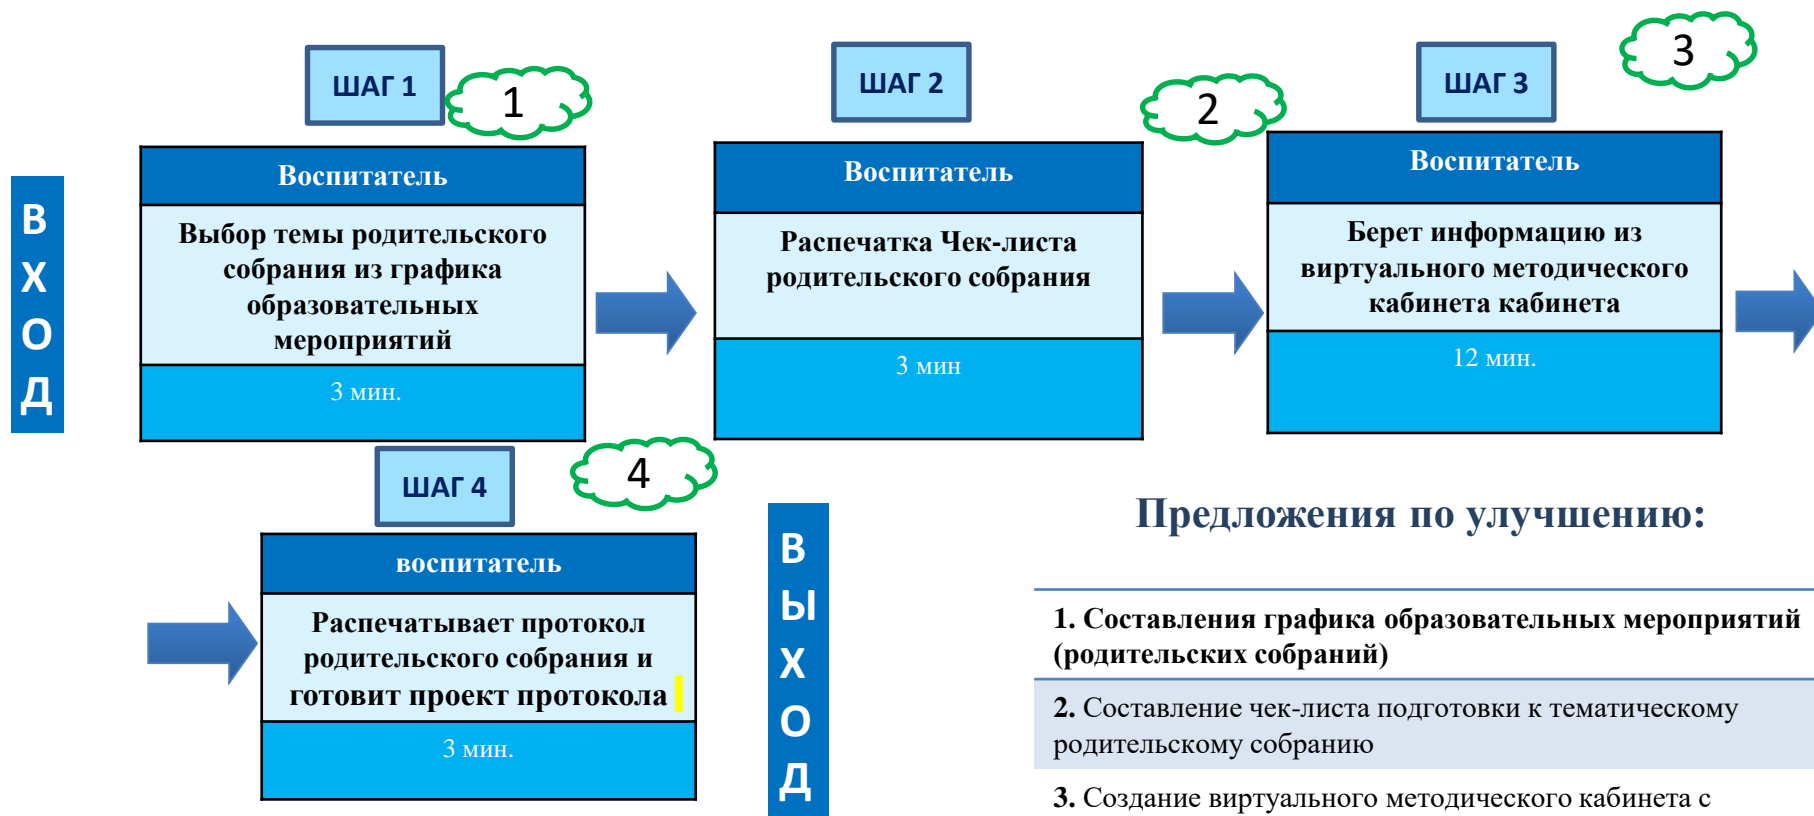 ШАГ 1
1
ШАГ 2
2
ШАГ 3
3
ВХОД
Воспитатель
Выбор темы родительского
собрания из графика
образовательных
мероприятий
3 мин.
Воспитатель
Распечатка Чек-листа
родительского собрания
3 мин
Воспитатель
Берет информацию из
виртуального методического
кабинета кабинета
12 мин.
ШАГ 4
4
воспитатель
Распечатывает протокол
родительского собрания и
готовит проект протокола
3 мин.
ВЫХОД
Предложения по улучшению:
1. Составления графика образовательных мероприятий
(родительских собраний)
2. Составление чек-листа подготовки к тематическому
родительскому собранию
3. Создание виртуального методического кабинета с